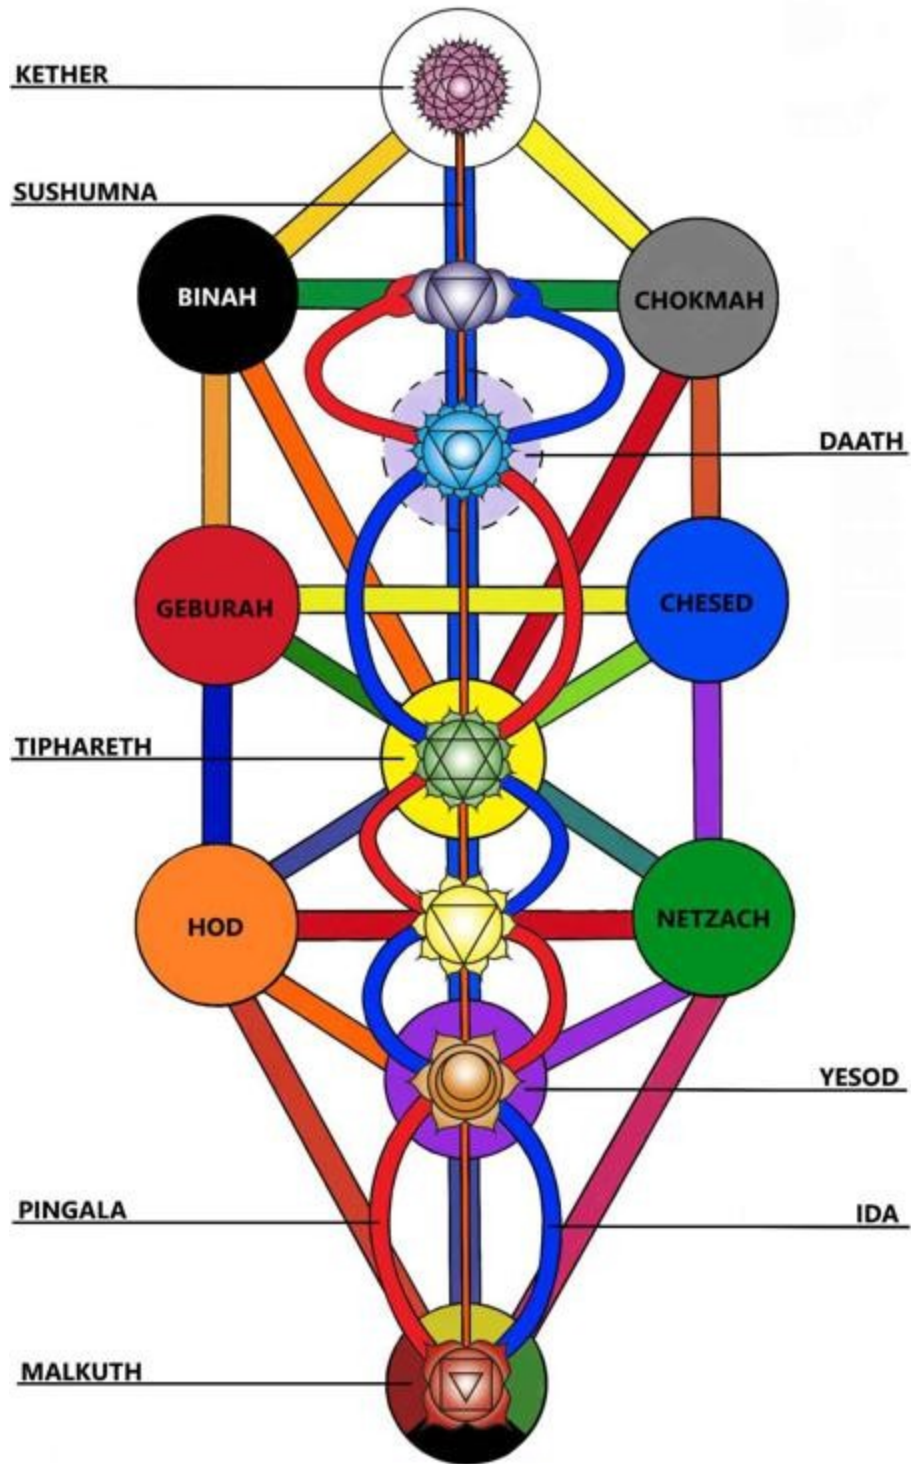 KETHER
SUSHUMNA
BINAH
CHOKMAH
DAATH
GEBURAH
CHESED
TIPHARETH
HOD
NETZACH
YESOD
PINGALA
IDA
MALKUTH